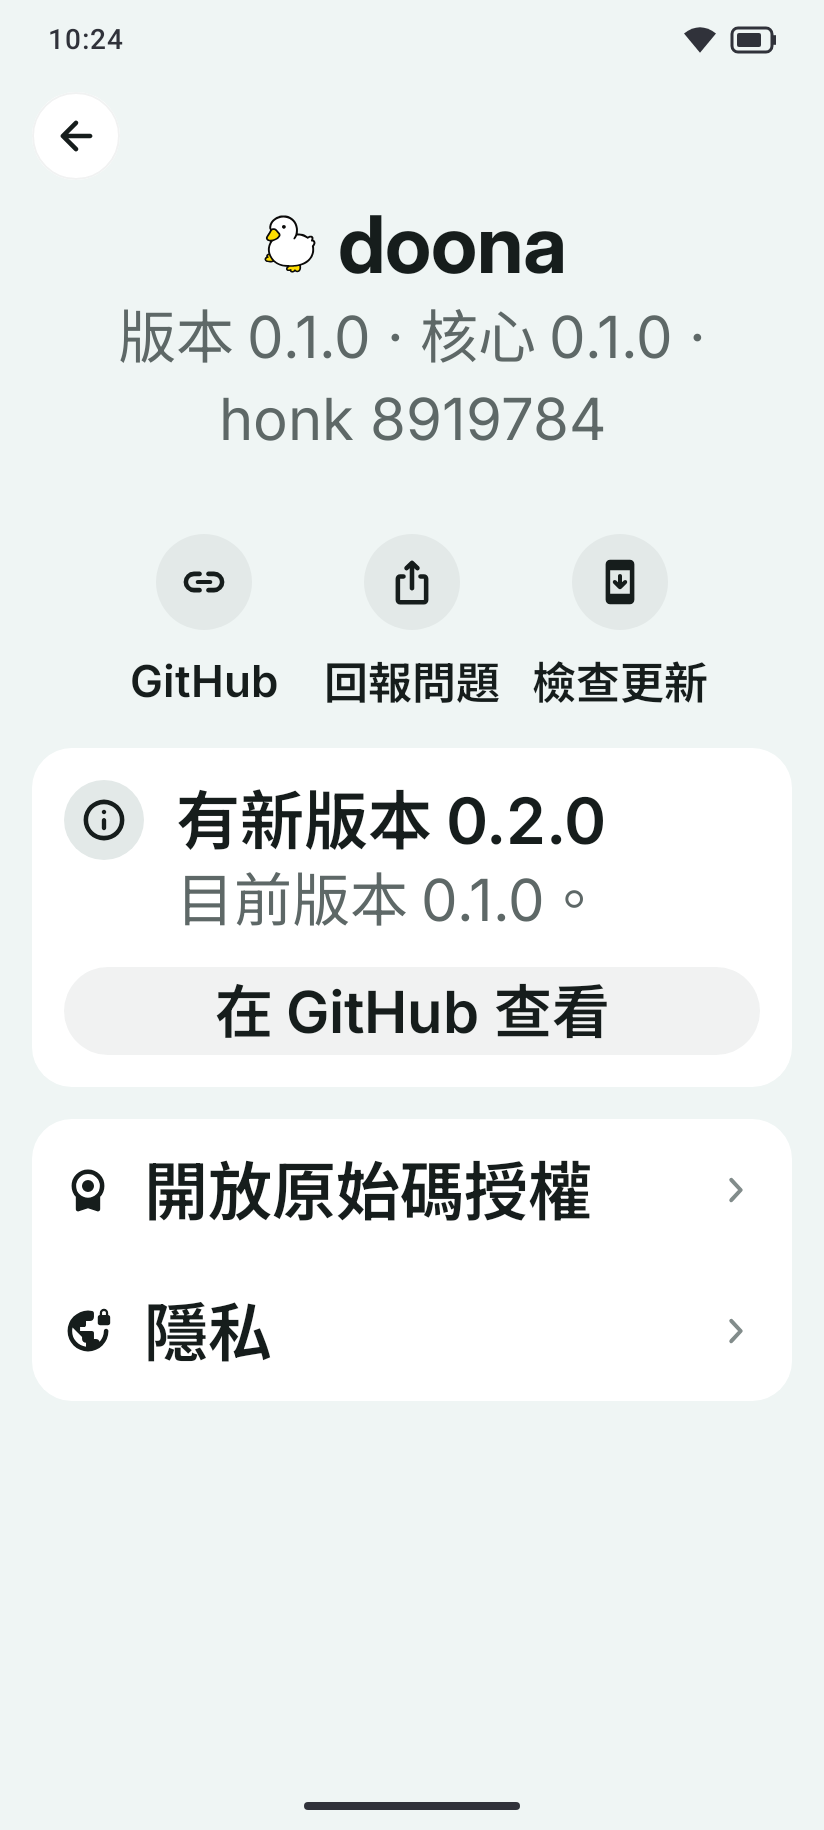 10:24
doona
版本 0.1.0 · 核心 0.1.0 ·
honk 8919784
GitHub
回報問題
檢查更新
有新版本 0.2.0
目前版本 0.1.0。
在 GitHub 查看
開放原始碼授權
隱私